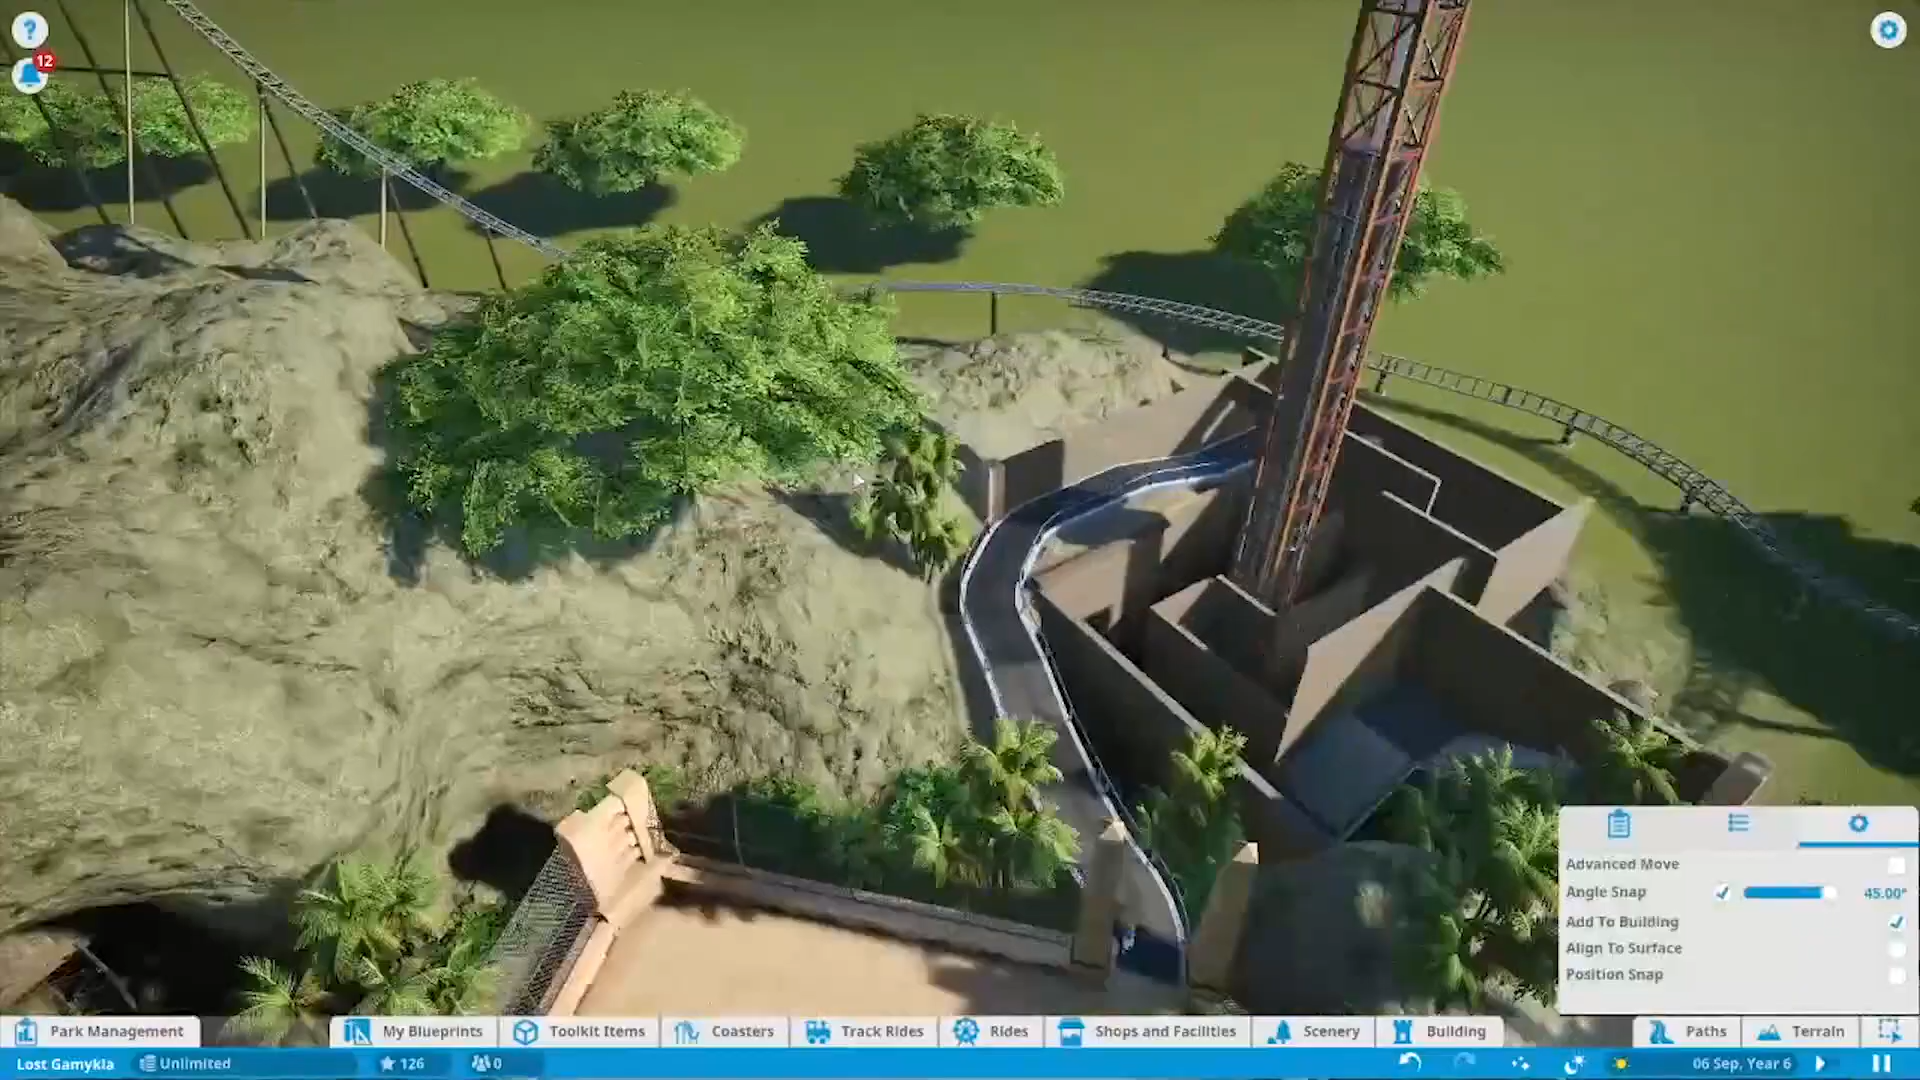 ?
12
Advanced Move
Angle Snap 45.00°
Add To Building
Align To Surface
Position Snap
Park Management My Blueprints Toolkit Items Coasters Track Rides Rides Shops and Facilities Scenery Building Paths Terrain
Lost Gamykla Unlimited 126 0 06 Sep, Year 6